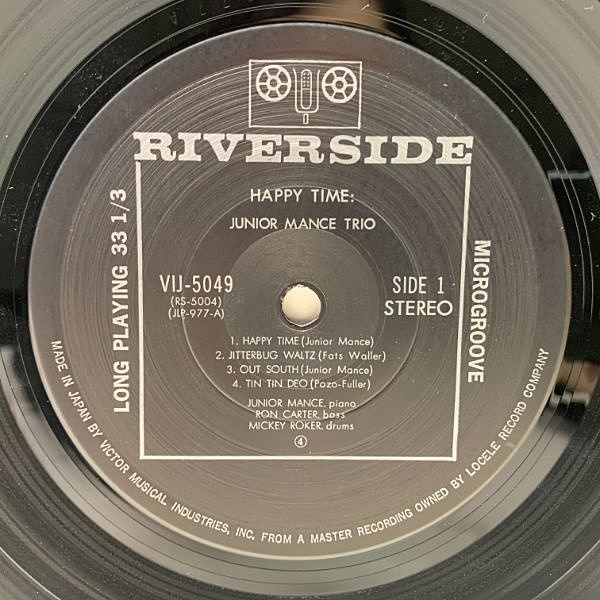 RIVERSIDE
HAPPY TIME:
JUNIOR MANCE TRIO
LONG PLAYING 33 1/3
MICROGROOVE
VIJ-5049
(RS-5004)
(JLP-977-A)
SIDE 1
STEREO
1. HAPPY TIME (Junior Mance)
2. JITTERBUG WALTZ (Fats Waller)
3. OUT SOUTH (Junior Mance)
4. TIN TIN DEO (Pozo-Fuller)
JUNIOR MANCE, piano
RON CARTER, bass
MICKEY ROKER, drums
④
MADE IN JAPAN BY VICTOR MUSICAL INDUSTRIES, INC. FROM A MASTER RECORDING OWNED BY LOCELE RECORD COMPANY